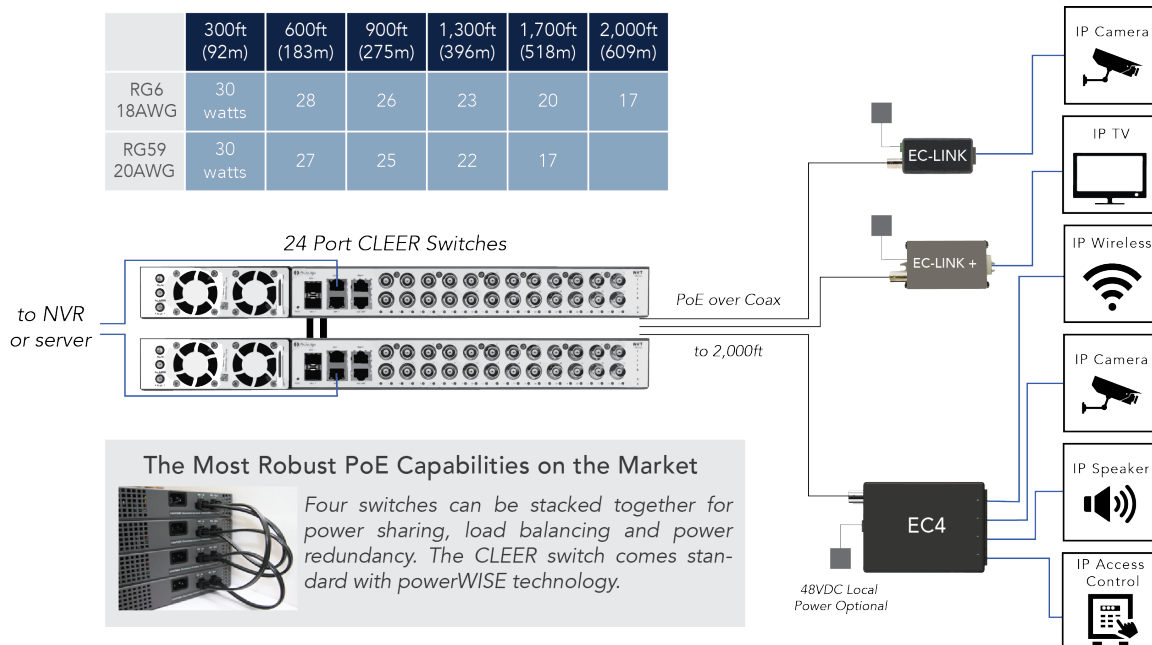 300ft 600ft 900ft 1,300ft 1,700ft 2,000ft
(92m) (183m) (275m) (396m) (518m) (609m)
RG6
18AWG
30
watts
28 26 23 20 17
RG59
20AWG
30
watts
27 25 22 17
24 Port CLEER Switches
to NVR
or server
PoE over Coax
to 2,000ft
EC-LINK
EC-LINK +
EC4
48VDC Local
Power Optional
IP Camera
IP TV
IP Wireless
IP Camera
IP Speaker
IP Access
Control
The Most Robust PoE Capabilities on the Market
Four switches can be stacked together for
power sharing, load balancing and power
redundancy. The CLEER switch comes stan-
dard with powerWISE technology.